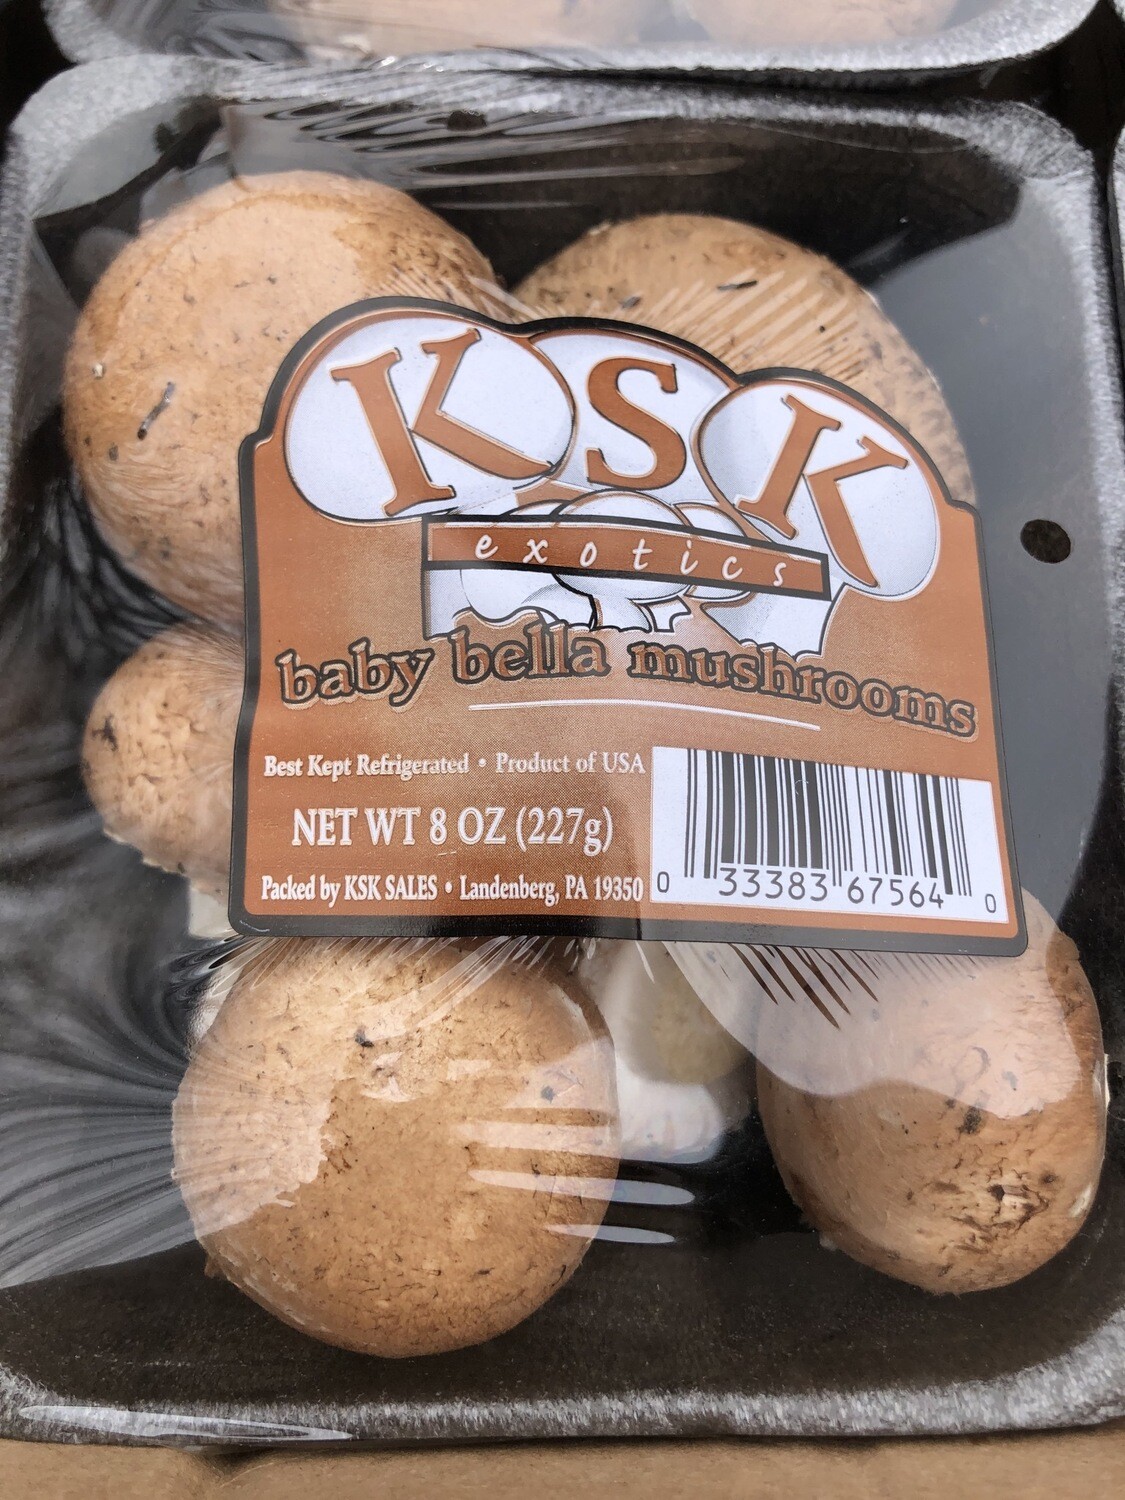 KSK
exotics
baby bella mushrooms
Best Kept Refrigerated • Product of USA
NET WT 8 OZ (227g)
Packed by KSK SALES • Landenberg, PA 19350
0 33383 67564 0